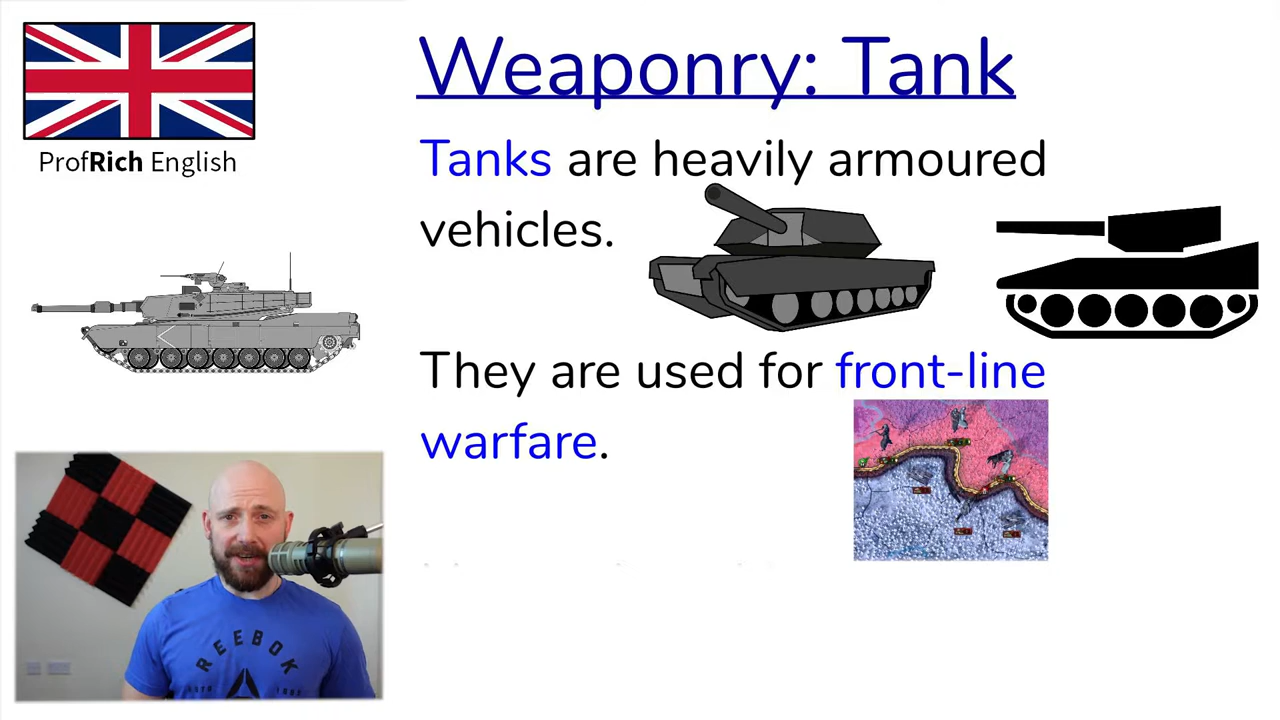 Weaponry: Tank
ProfRich English
Tanks are heavily armoured
vehicles.
They are used for front-line
warfare.
REEBOK